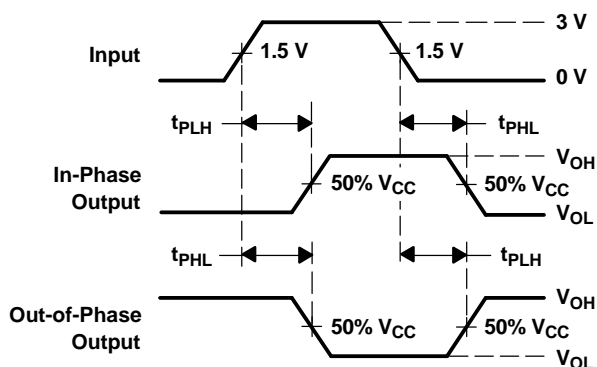 3 V
Input
1.5 V
1.5 V
0 V
tPLH
tPHL
VOH
In-Phase
Output
50% VCC
50% VCC
VOL
tPHL
tPLH
VOH
Out-of-Phase
Output
50% VCC
50% VCC
VOL